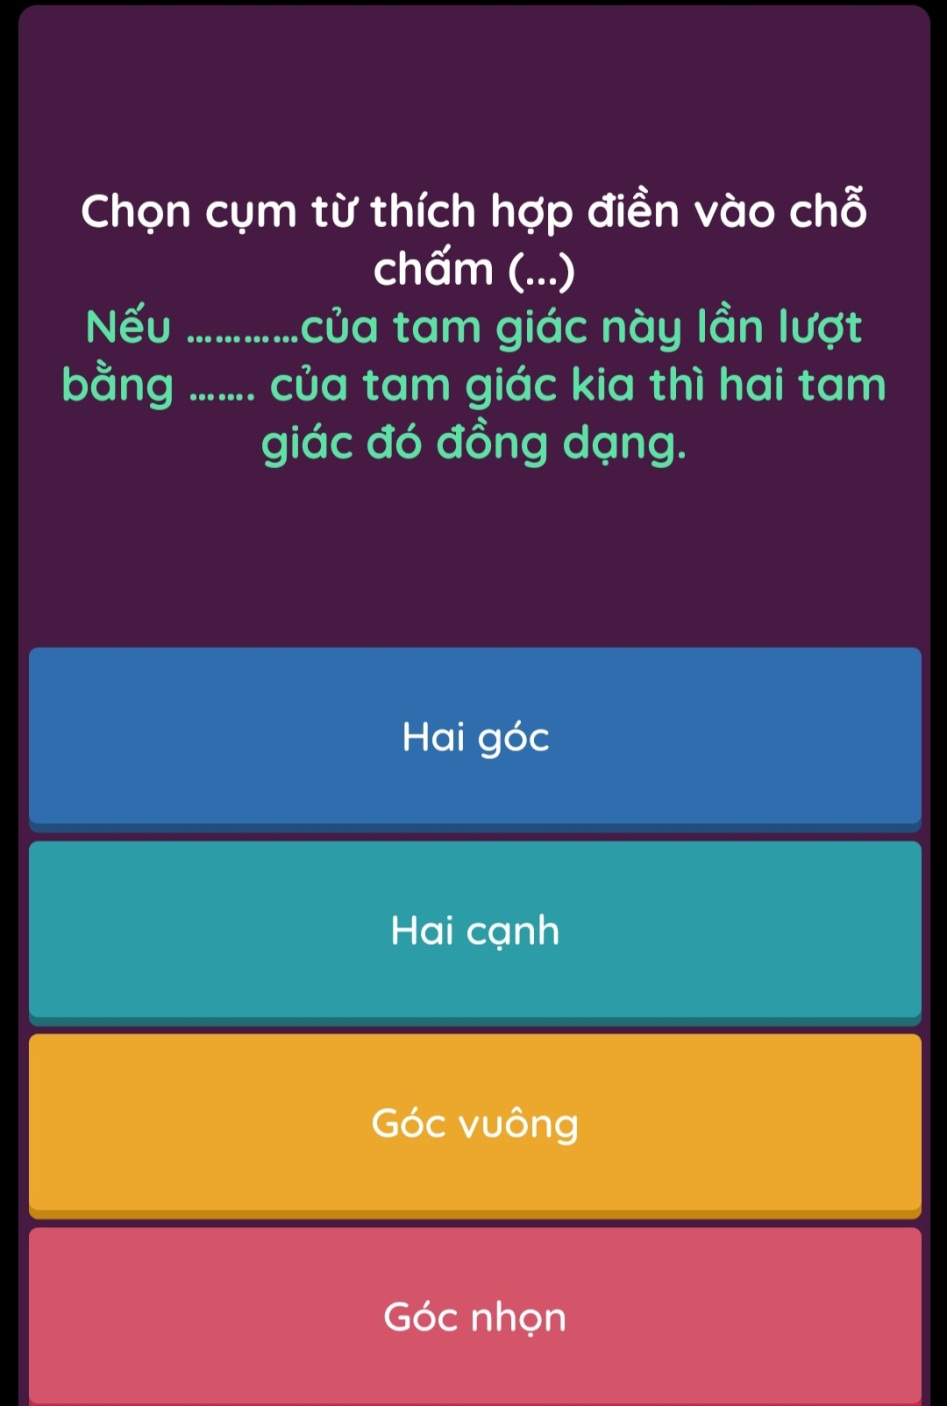 Chọn cụm từ thích hợp điền vào chỗ
chấm (...)
Nếu ............của tam giác này lần lượt
bằng ....... của tam giác kia thì hai tam
giác đó đồng dạng.
Hai góc
Hai cạnh
Góc vuông
Góc nhọn